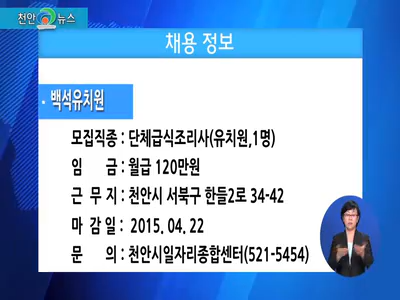 천안 뉴스
채용 정보
· 백석유치원
모집직종 : 단체급식조리사(유치원,1명)
임 금 : 월급 120만원
근 무 지 : 천안시 서북구 한들2로 34-42
마 감 일 : 2015. 04. 22
문 의 : 천안시일자리종합센터(521-5454)